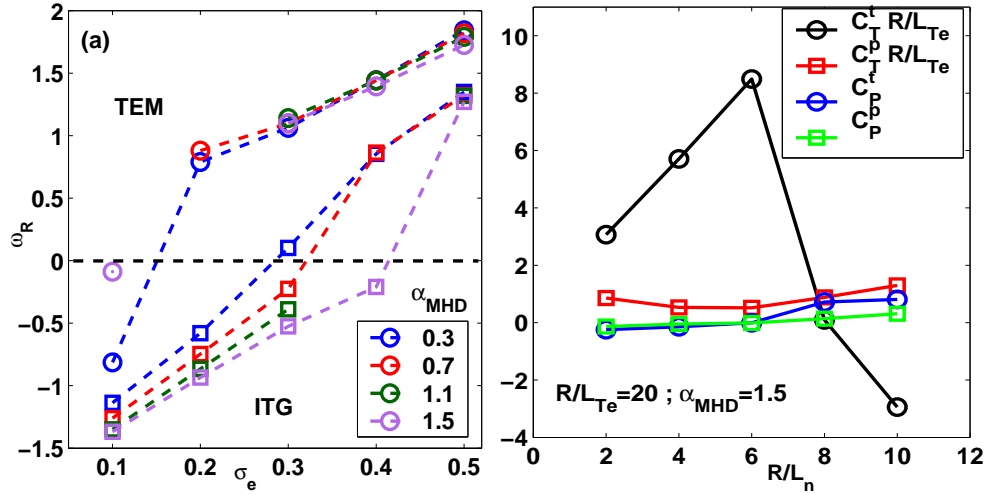 (a)
TEM
ITG
ω_R
2
1.5
1
0.5
0
−0.5
−1
−1.5
0.1 0.2 0.3 0.4 0.5
σ_e
α_MHD
0.3
0.7
1.1
1.5
C_T^t R/L_Te
C_T^p R/L_Te
C_P^t
C_P^p
10
8
6
4
2
0
−2
−4
R/L_Te=20 ; α_MHD=1.5
0 2 4 6 8 10 12
R/L_n